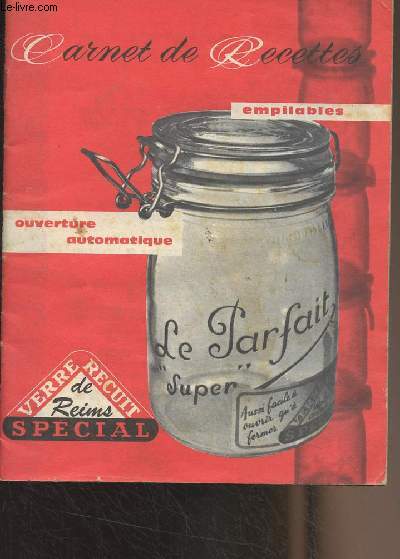 Le-livre.com
Carnet de Recettes
empilables
ouverture
automatique
Le Parfait
"Super"
VERRE RECUIT
de
Reims
SPECIAL
Aussi facile à
ouvrir qu'à
fermer